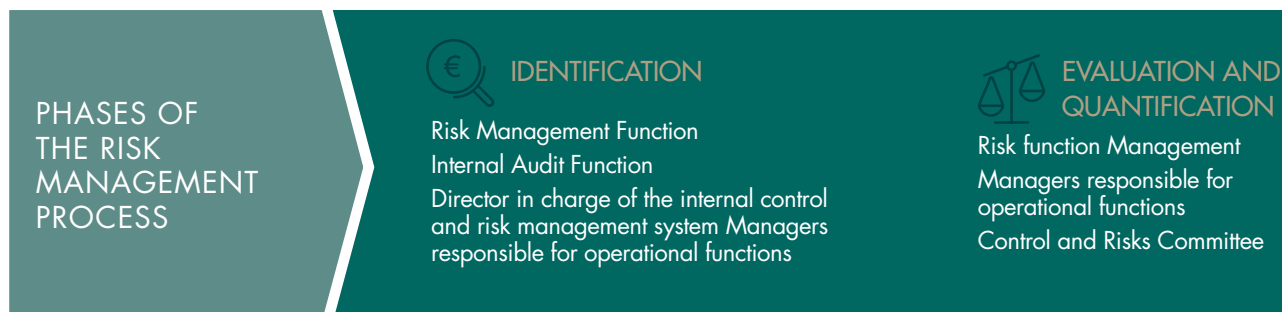 PHASES OF
THE RISK
MANAGEMENT
PROCESS
€
IDENTIFICATION
Risk Management Function
Internal Audit Function
Director in charge of the internal control
and risk management system Managers
responsible for operational functions
EVALUATION AND
QUANTIFICATION
Risk function Management
Managers responsible for
operational functions
Control and Risks Committee